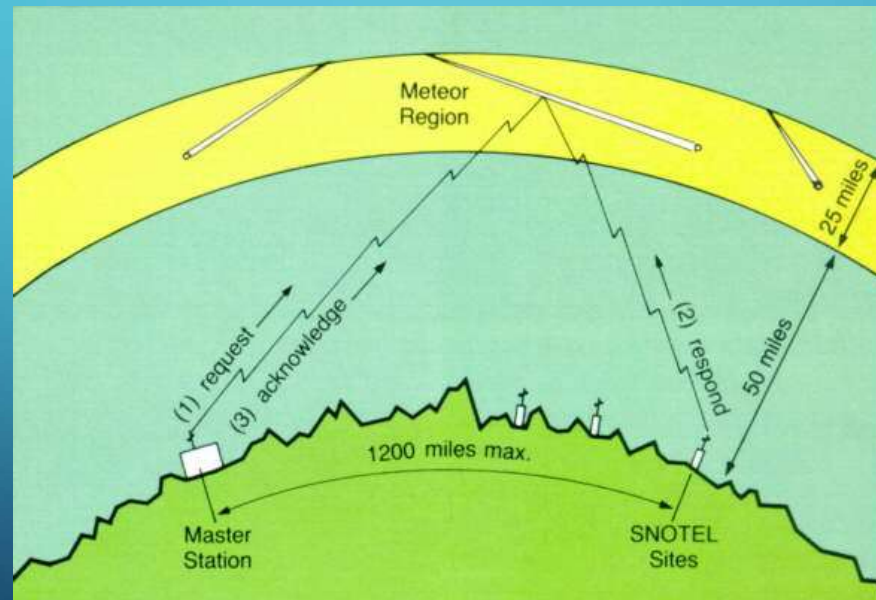 Meteor
Region
25 miles
(1) request
(3) acknowledge
(2) respond
50 miles
1200 miles max.
Master
Station
SNOTEL
Sites